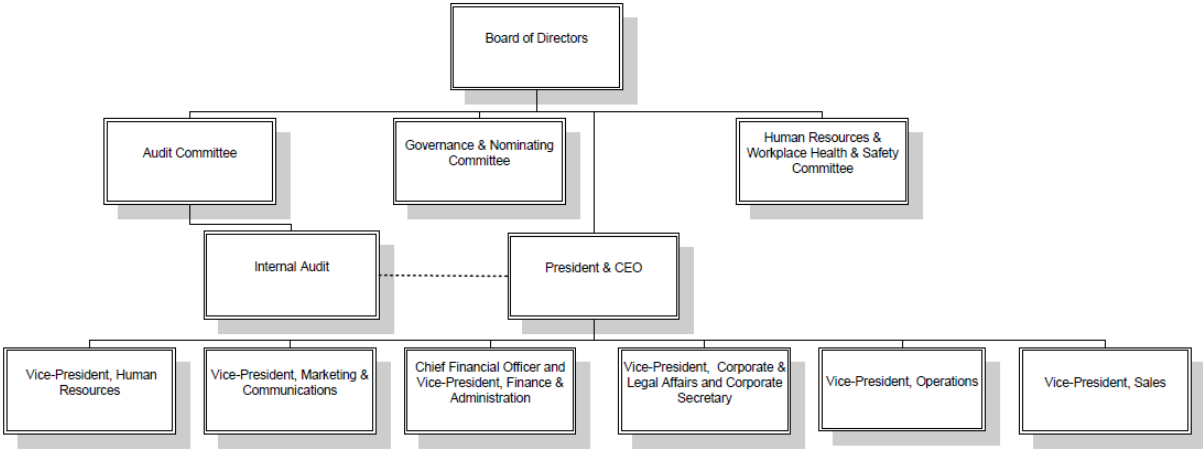 Board of Directors
Audit Committee
Governance & Nominating
Committee
Human Resources &
Workplace Health & Safety
Committee
Internal Audit
President & CEO
Vice-President, Human
Resources
Vice-President, Marketing &
Communications
Chief Financial Officer and
Vice-President, Finance &
Administration
Vice-President, Corporate &
Legal Affairs and Corporate
Secretary
Vice-President, Operations
Vice-President, Sales